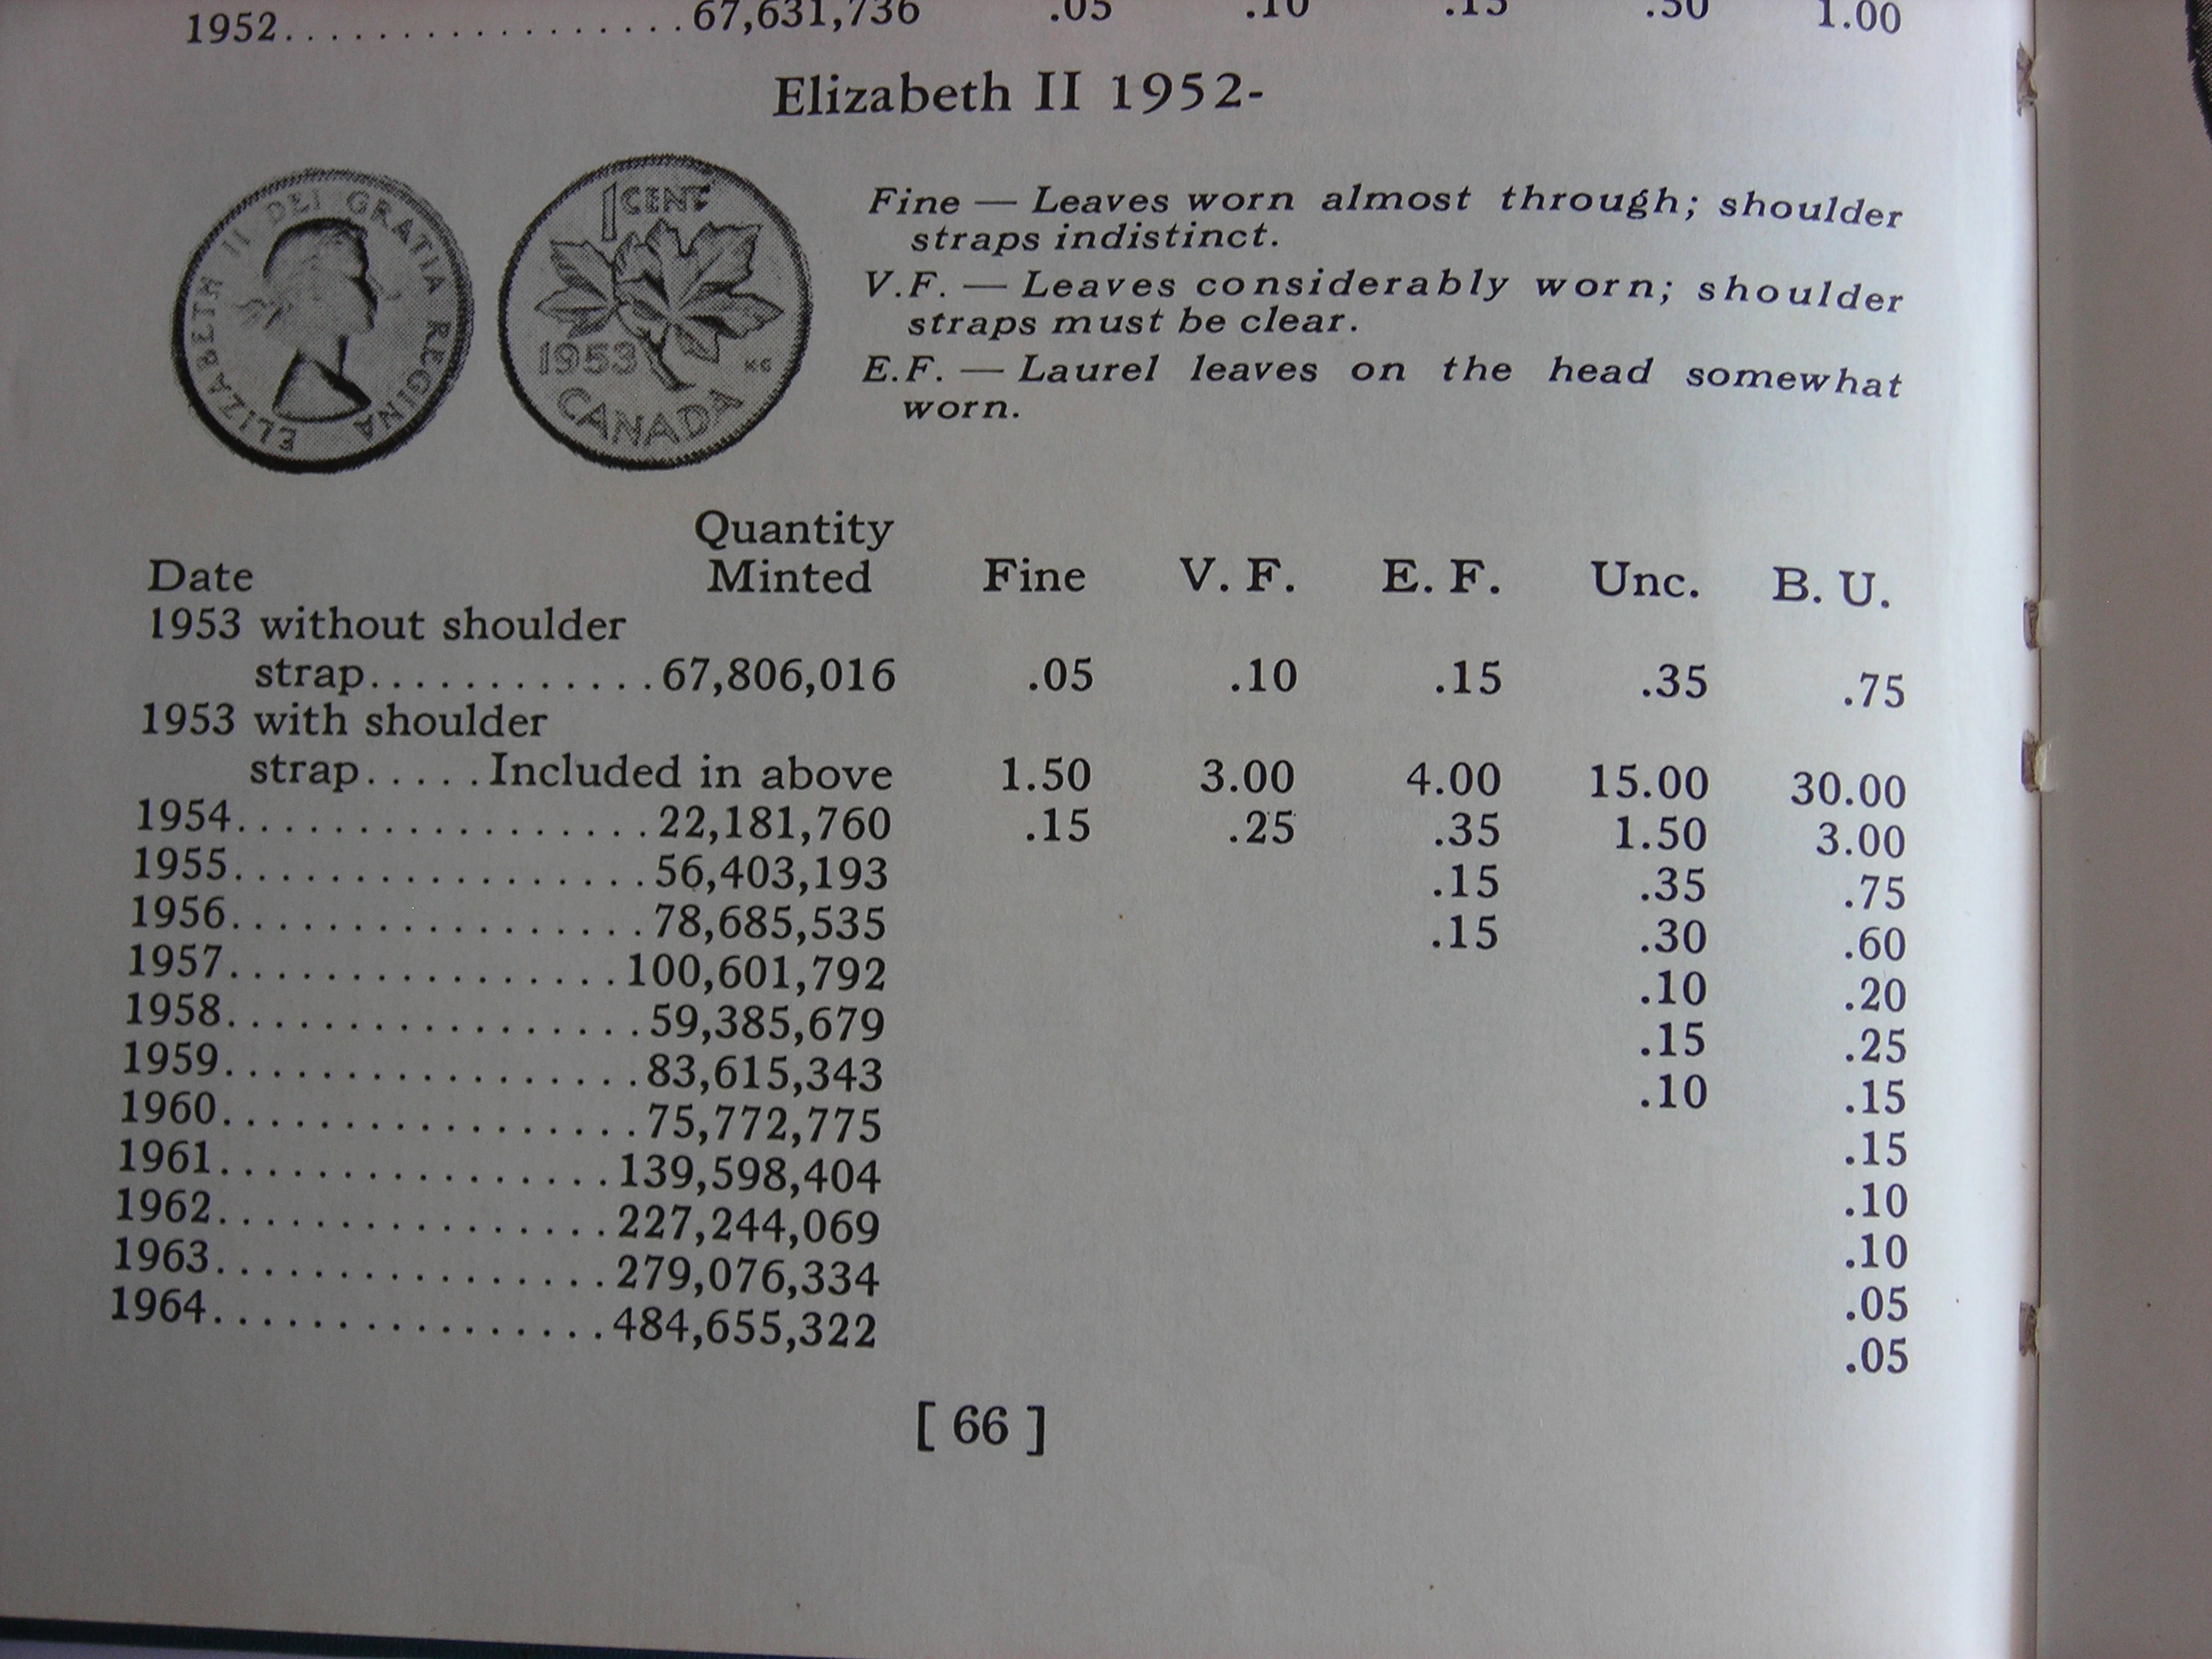 1952.................67,631,736 .05 .10 .15 .50 1.00
Elizabeth II 1952-
ELIZABETH II DEI GRATIA REGINA
1 CENT
1953
KG
CANADA
Fine — Leaves worn almost through; shoulder
straps indistinct.
V.F. — Leaves considerably worn; shoulder
straps must be clear.
E.F. — Laurel leaves on the head somewhat
worn.
Quantity
Date Minted Fine V. F. E. F. Unc. B. U.
1953 without shoulder
strap............67,806,016 .05 .10 .15 .35 .75
1953 with shoulder
strap.....Included in above 1.50 3.00 4.00 15.00 30.00
1954.................22,181,760 .15 .25 .35 1.50 3.00
1955.................56,403,193 .15 .35 .75
1956.................78,685,535 .15 .30 .60
1957................100,601,792 .10 .20
1958.................59,385,679 .15 .25
1959.................83,615,343 .10 .15
1960.................75,772,775 .15
1961................139,598,404 .10
1962................227,244,069 .10
1963................279,076,334 .05
1964................484,655,322 .05
[ 66 ]